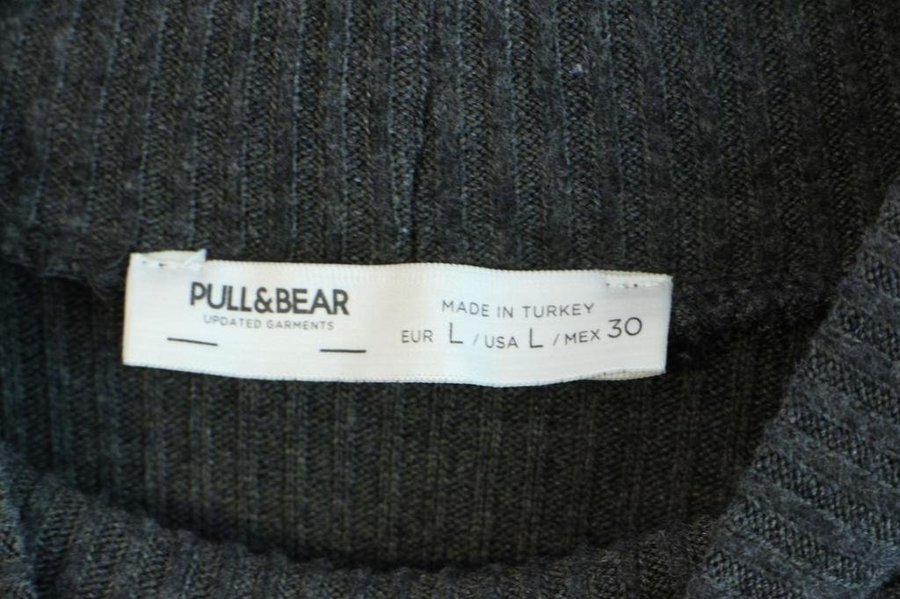 PULL&BEAR
UPDATED GARMENTS
MADE IN TURKEY
EUR L / USA L / MEX 30